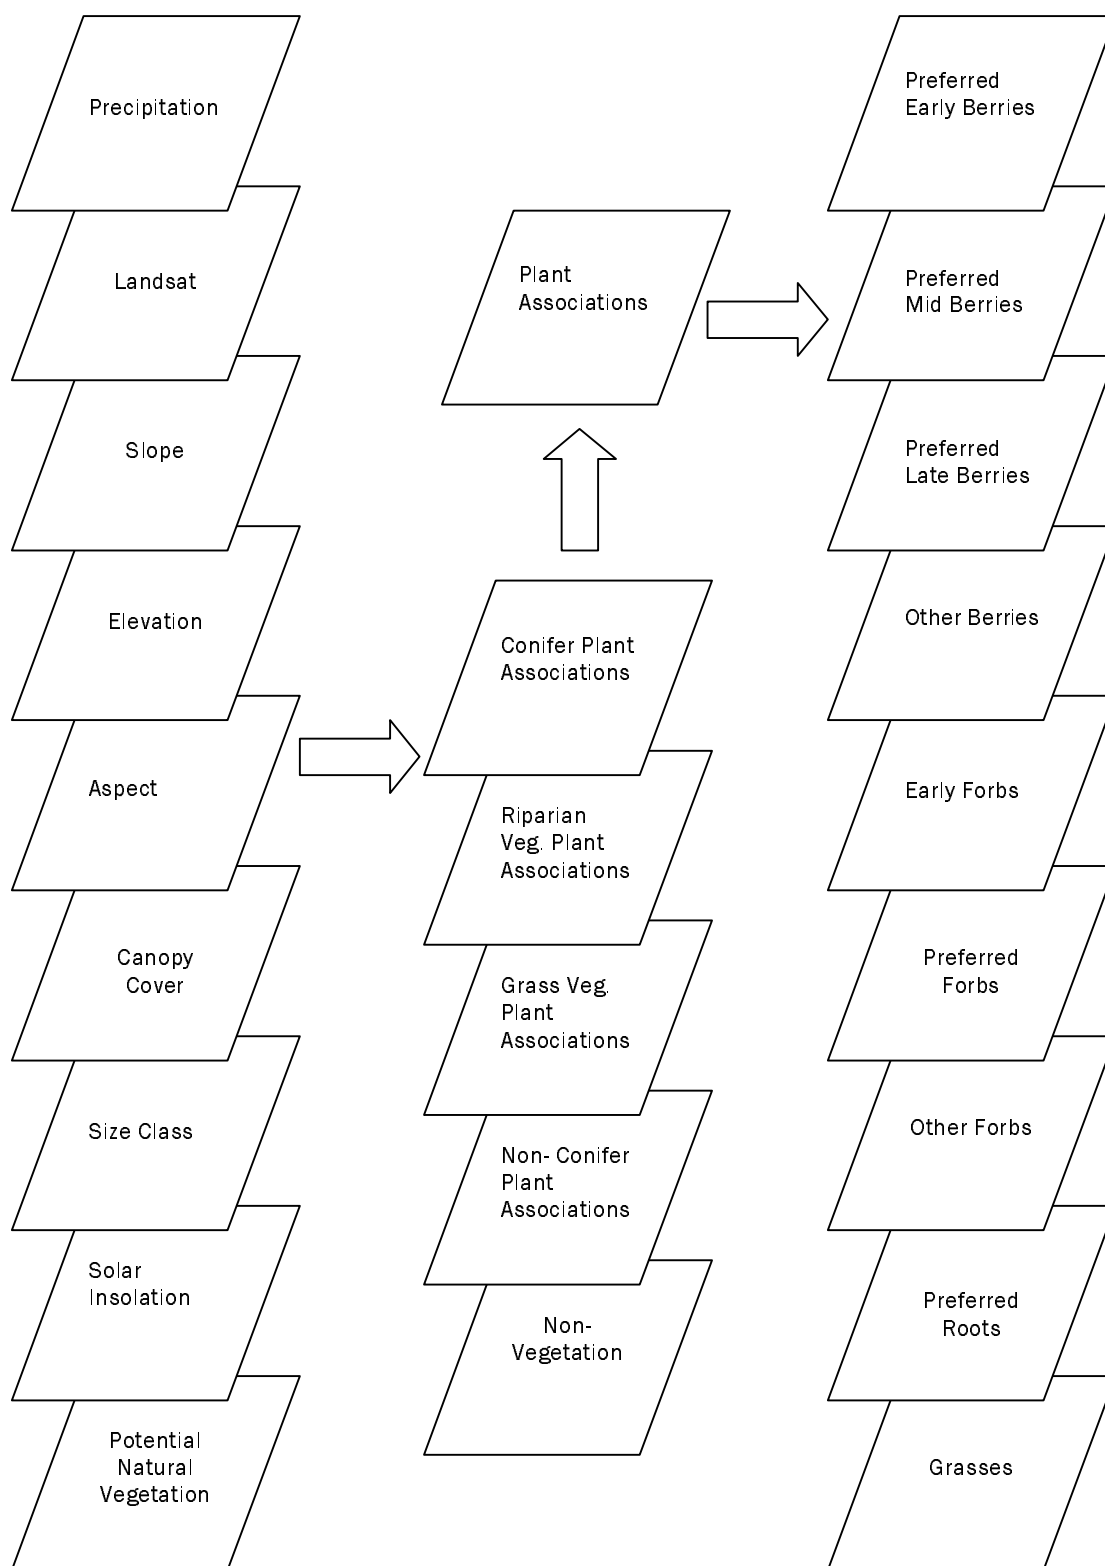 Precipitation
Landsat
Slope
Elevation
Aspect
Canopy
Cover
Size Class
Solar
Insolation
Potential
Natural
Vegetation
Plant
Associations
Conifer Plant
Associations
Riparian
Veg. Plant
Associations
Grass Veg.
Plant
Associations
Non- Conifer
Plant
Associations
Non-
Vegetation
Preferred
Early Berries
Preferred
Mid Berries
Preferred
Late Berries
Other Berries
Early Forbs
Preferred
Forbs
Other Forbs
Preferred
Roots
Grasses